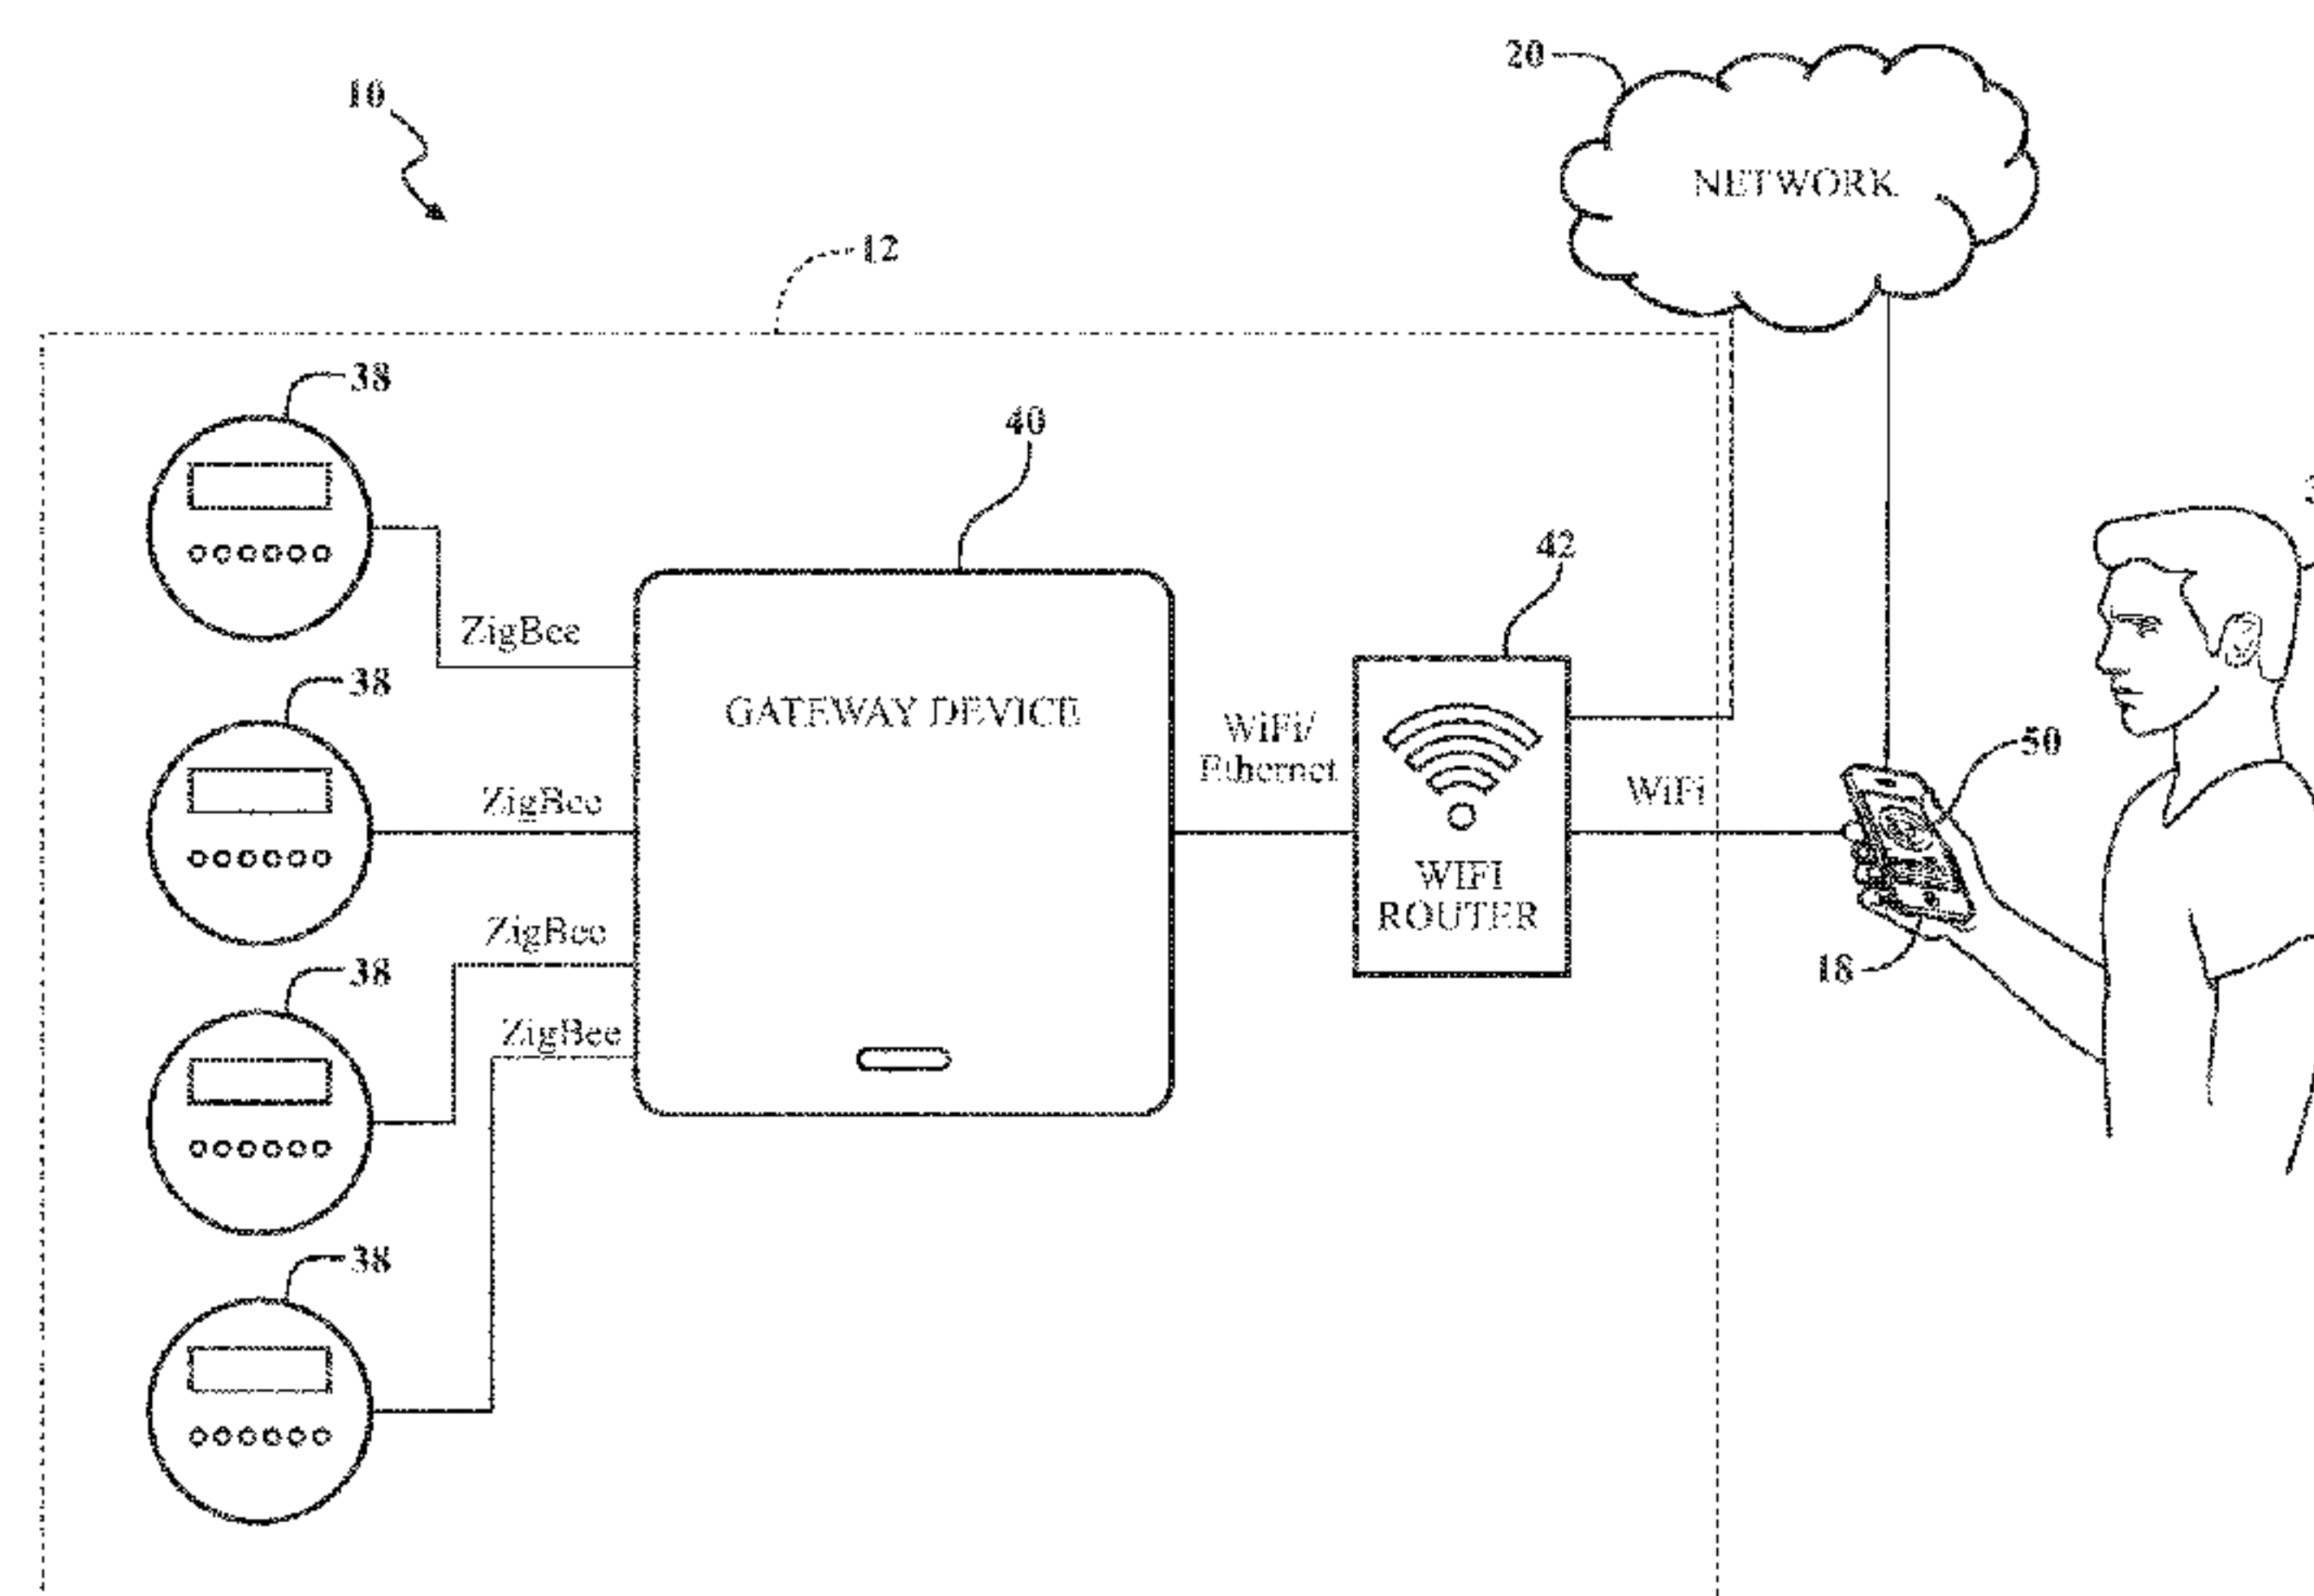 20
10
NETWORK
12
38
40
42
ZigBee
38
GATEWAY DEVICE
WiFi/
Ethernet
50
ZigBee
WiFi
WIFI
ROUTER
ZigBee
18
38
ZigBee
38